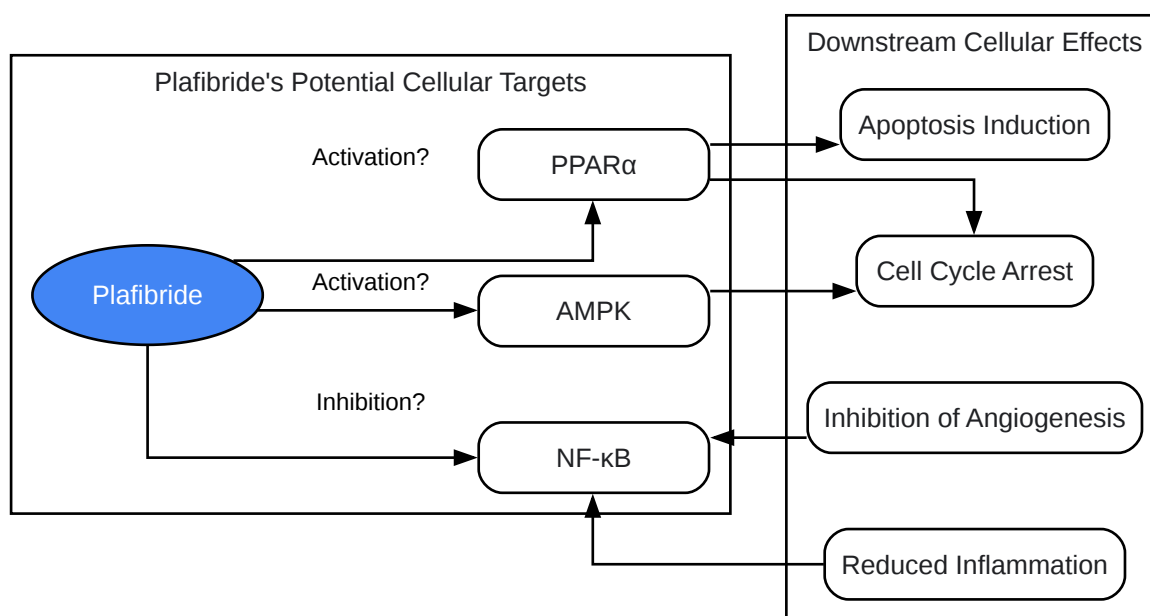 Downstream Cellular Effects
Plafibride's Potential Cellular Targets
Apoptosis Induction
Activation?
PPARα
Cell Cycle Arrest
Activation?
Plafibride
AMPK
Inhibition?
Inhibition of Angiogenesis
NF-κB
Reduced Inflammation